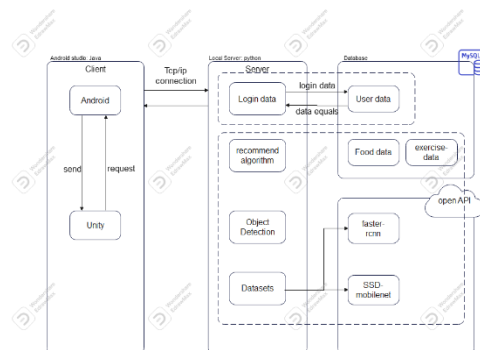 Android studio: Java
Local Server: python
Database
MySQL
Client
Tcp/ip
connection
Server
Android
Login data
login data
data equals
User data
recommend
algorithm
Food data
exercise-
data
send
request
open API
Unity
Object
Detection
faster-
rcnn
Datasets
SSD-
mobilenet
Wondershare
EdrawMax